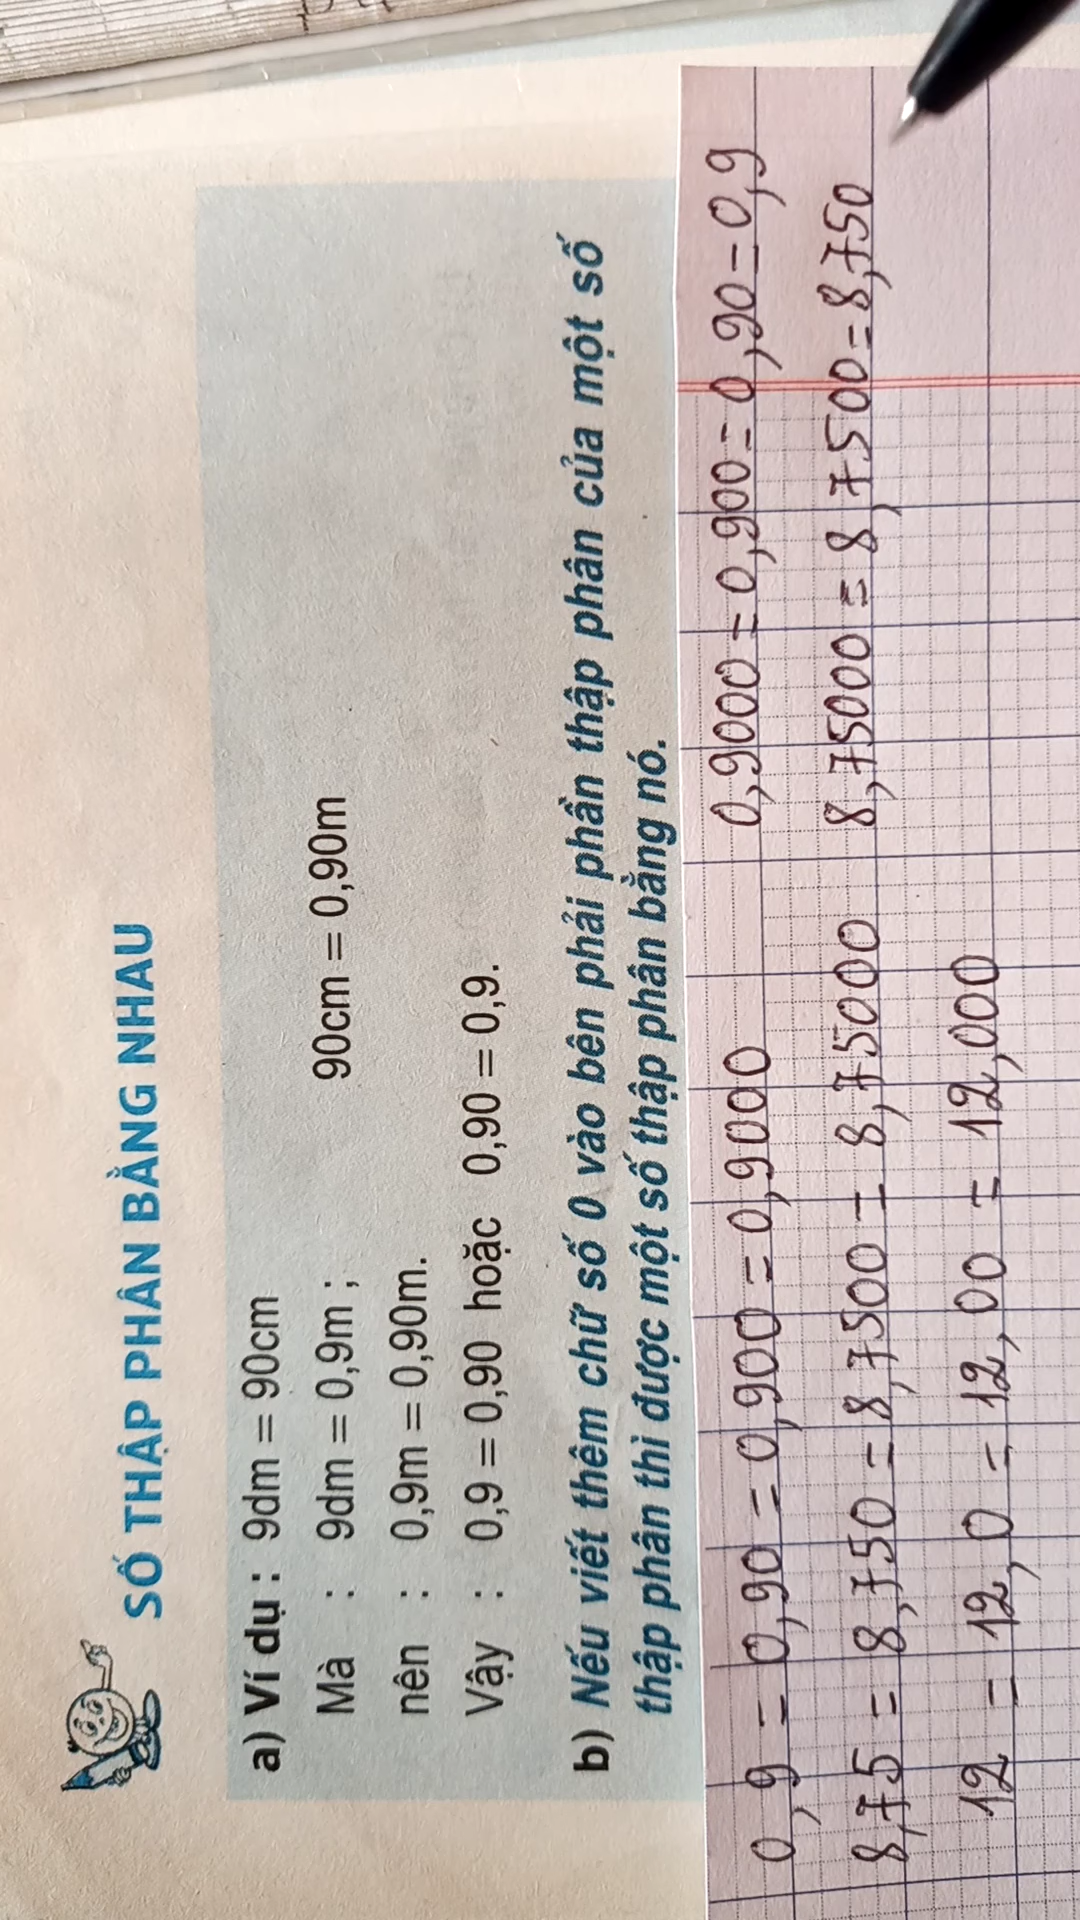 SỐ THẬP PHÂN BẰNG NHAU
a) Ví dụ : 9dm = 90cm
Mà : 9dm = 0,9m ; 90cm = 0,90m
nên : 0,9m = 0,90m.
Vậy : 0,9 = 0,90 hoặc 0,90 = 0,9.
b) Nếu viết thêm chữ số 0 vào bên phải phần thập phân của một số
thập phân thì được một số thập phân bằng nó.
0,9 = 0,90 = 0,900 = 0,9000 0,9000 = 0,900 = 0,90 = 0,9
8,75 = 8,750 = 8,7500 = 8,75000 8,75000 = 8,7500 = 8,750
12 = 12,0 = 12,00 = 12,000